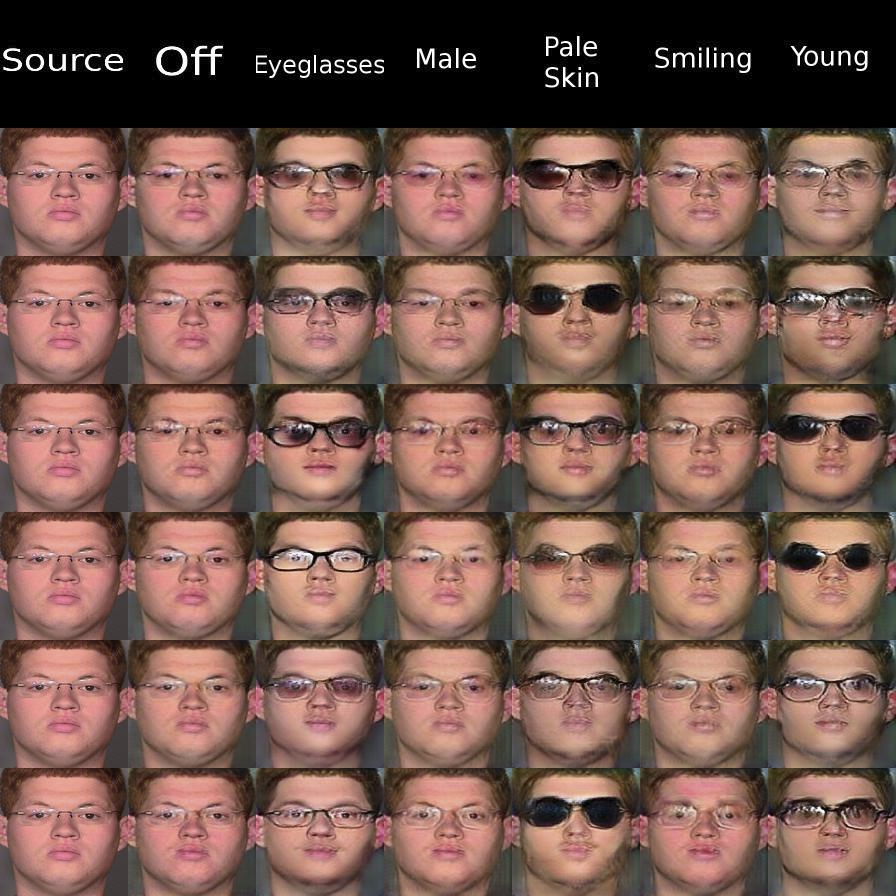 Source
Off
Eyeglasses
Male
Pale
Skin
Smiling
Young